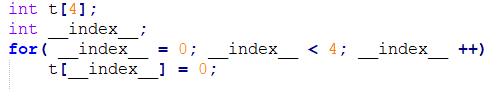 int t[4];
int __index__;
for( __index__ = 0; __index__ < 4; __index__ ++)
t[__index__] = 0;